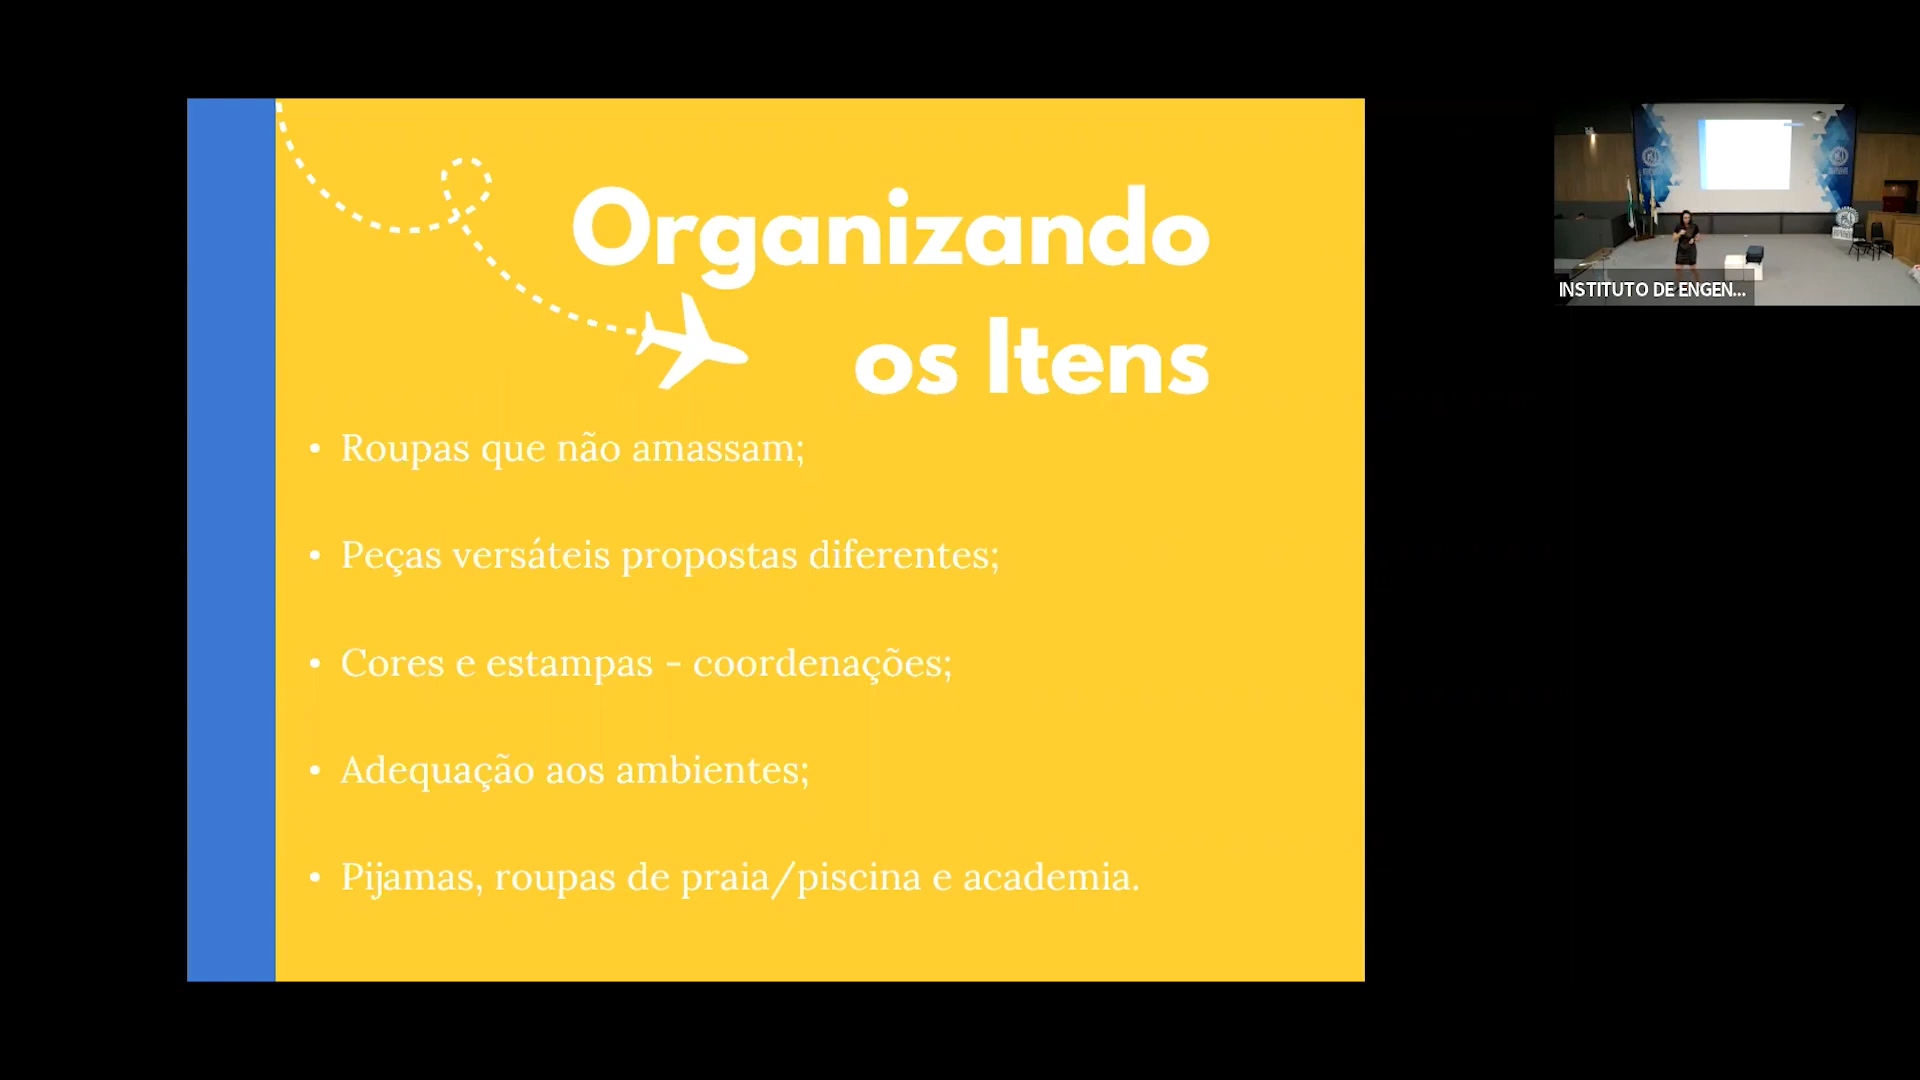 Organizando
os Itens
• Roupas que não amassam;
• Peças versáteis propostas diferentes;
• Cores e estampas - coordenações;
• Adequação aos ambientes;
• Pijamas, roupas de praia/piscina e academia.
INSTITUTO DE ENGEN...